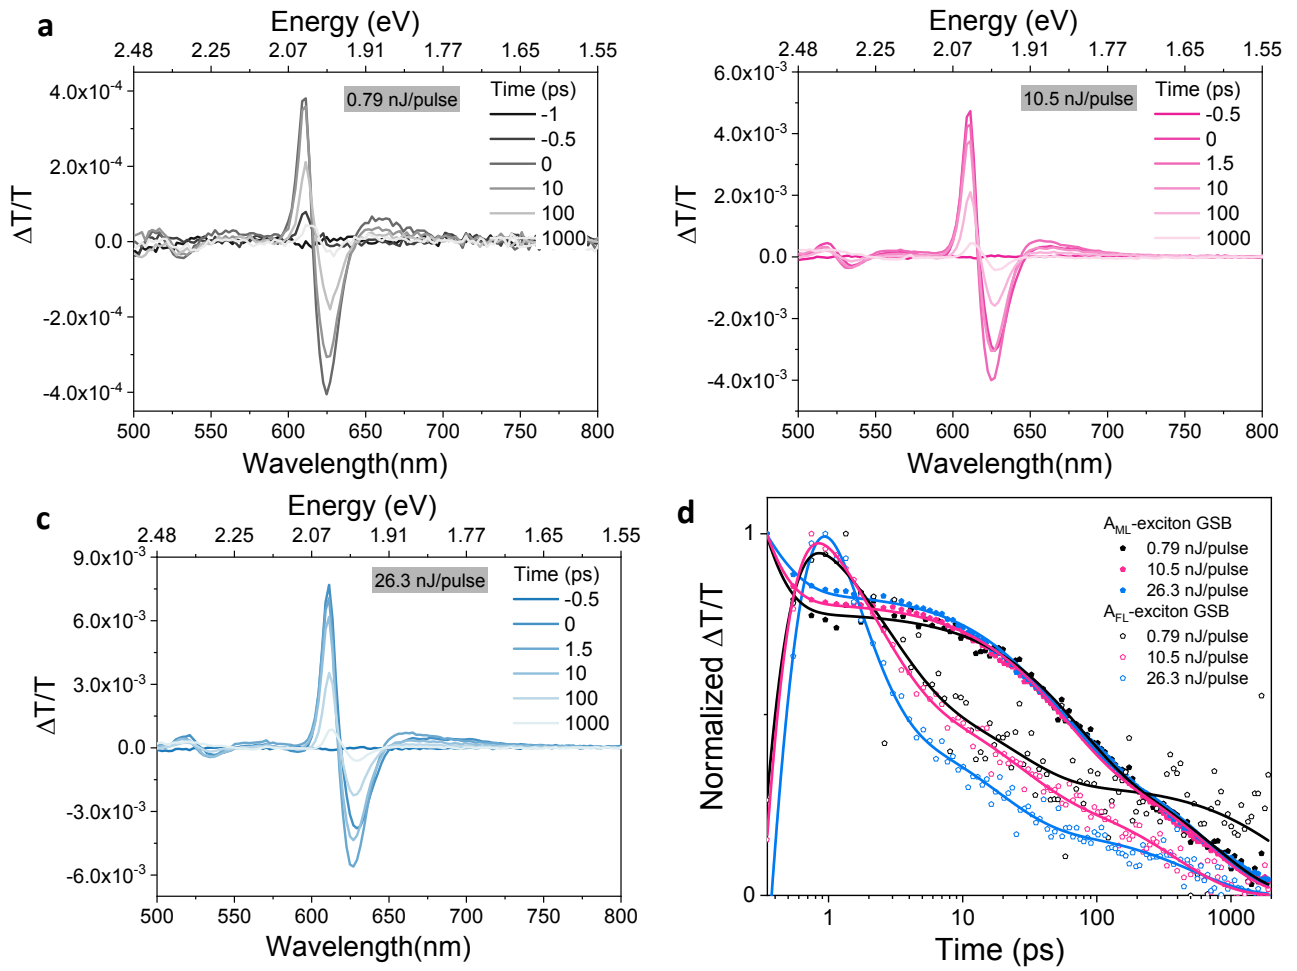 a
Energy (eV)
2.48 2.25 2.07 1.91 1.77 1.65 1.55
0.79 nJ/pulse
Time (ps)
-1
-0.5
0
10
100
1000
4.0x10⁻⁴
2.0x10⁻⁴
0.0
-2.0x10⁻⁴
-4.0x10⁻⁴
ΔT/T
500 550 600 650 700 750 800
Wavelength(nm)
Energy (eV)
2.48 2.25 2.07 1.91 1.77 1.65 1.55
10.5 nJ/pulse
Time (ps)
-0.5
0
1.5
10
100
1000
6.0x10⁻³
4.0x10⁻³
2.0x10⁻³
0.0
-2.0x10⁻³
-4.0x10⁻³
ΔT/T
500 550 600 650 700 750 800
Wavelength(nm)
c
Energy (eV)
2.48 2.25 2.07 1.91 1.77 1.65 1.55
26.3 nJ/pulse
Time (ps)
-0.5
0
1.5
10
100
1000
9.0x10⁻³
6.0x10⁻³
3.0x10⁻³
0.0
-3.0x10⁻³
-6.0x10⁻³
ΔT/T
500 550 600 650 700 750 800
Wavelength(nm)
d
A_ML-exciton GSB
0.79 nJ/pulse
10.5 nJ/pulse
26.3 nJ/pulse
A_FL-exciton GSB
0.79 nJ/pulse
10.5 nJ/pulse
26.3 nJ/pulse
1
0
Normalized ΔT/T
1 10 100 1000
Time (ps)